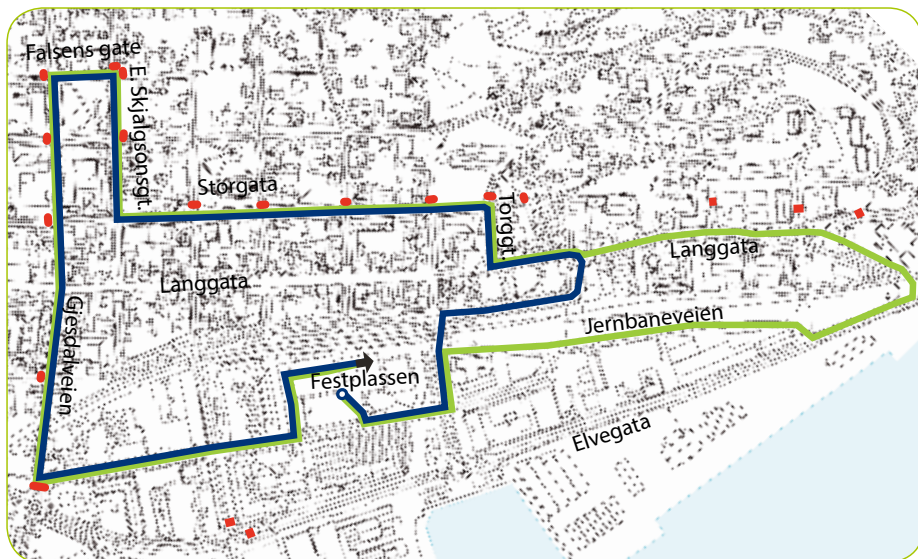 Falsens gate
E Skjalgsonsgt.
Storgata
Torggt.
Langgata
Langgata
Gjesdalveien
Jernbaneveien
Festplassen
Elvegata